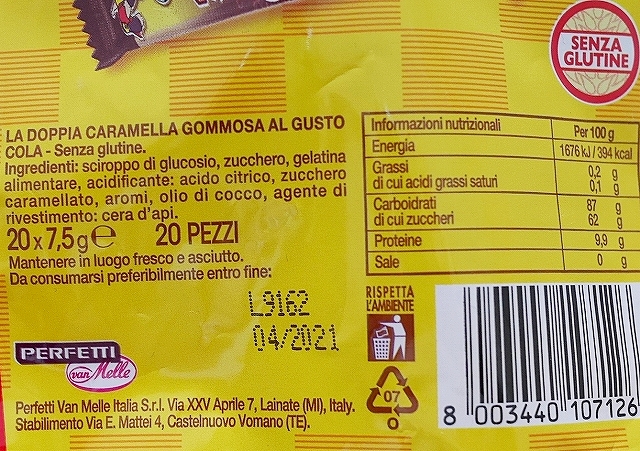 SENZA
GLUTINE
LA DOPPIA CARAMELLA GOMMOSA AL GUSTO
COLA - Senza glutine.
Ingredienti: sciroppo di glucosio, zucchero, gelatina
alimentare, acidificante: acido citrico, zucchero
caramellato, aromi, olio di cocco, agente di
rivestimento: cera d'api.
20 x 7,5 g e 20 PEZZI
Mantenere in luogo fresco e asciutto.
Da consumarsi preferibilmente entro fine:
L9162
04/2021
Informazioni nutrizionali Per 100 g
Energia 1676 kJ / 394 kcal
Grassi 0,2 g
di cui acidi grassi saturi 0,1 g
Carboidrati 87 g
di cui zuccheri 62 g
Proteine 9,9 g
Sale 0 g
RISPETTA
L'AMBIENTE
07
O
PERFETTI
van Melle
Perfetti Van Melle Italia S.r.l. Via XXV Aprile 7, Lainate (MI), Italy.
Stabilimento Via E. Mattei 4, Castelnuovo Vomano (TE).
8 003440 107126